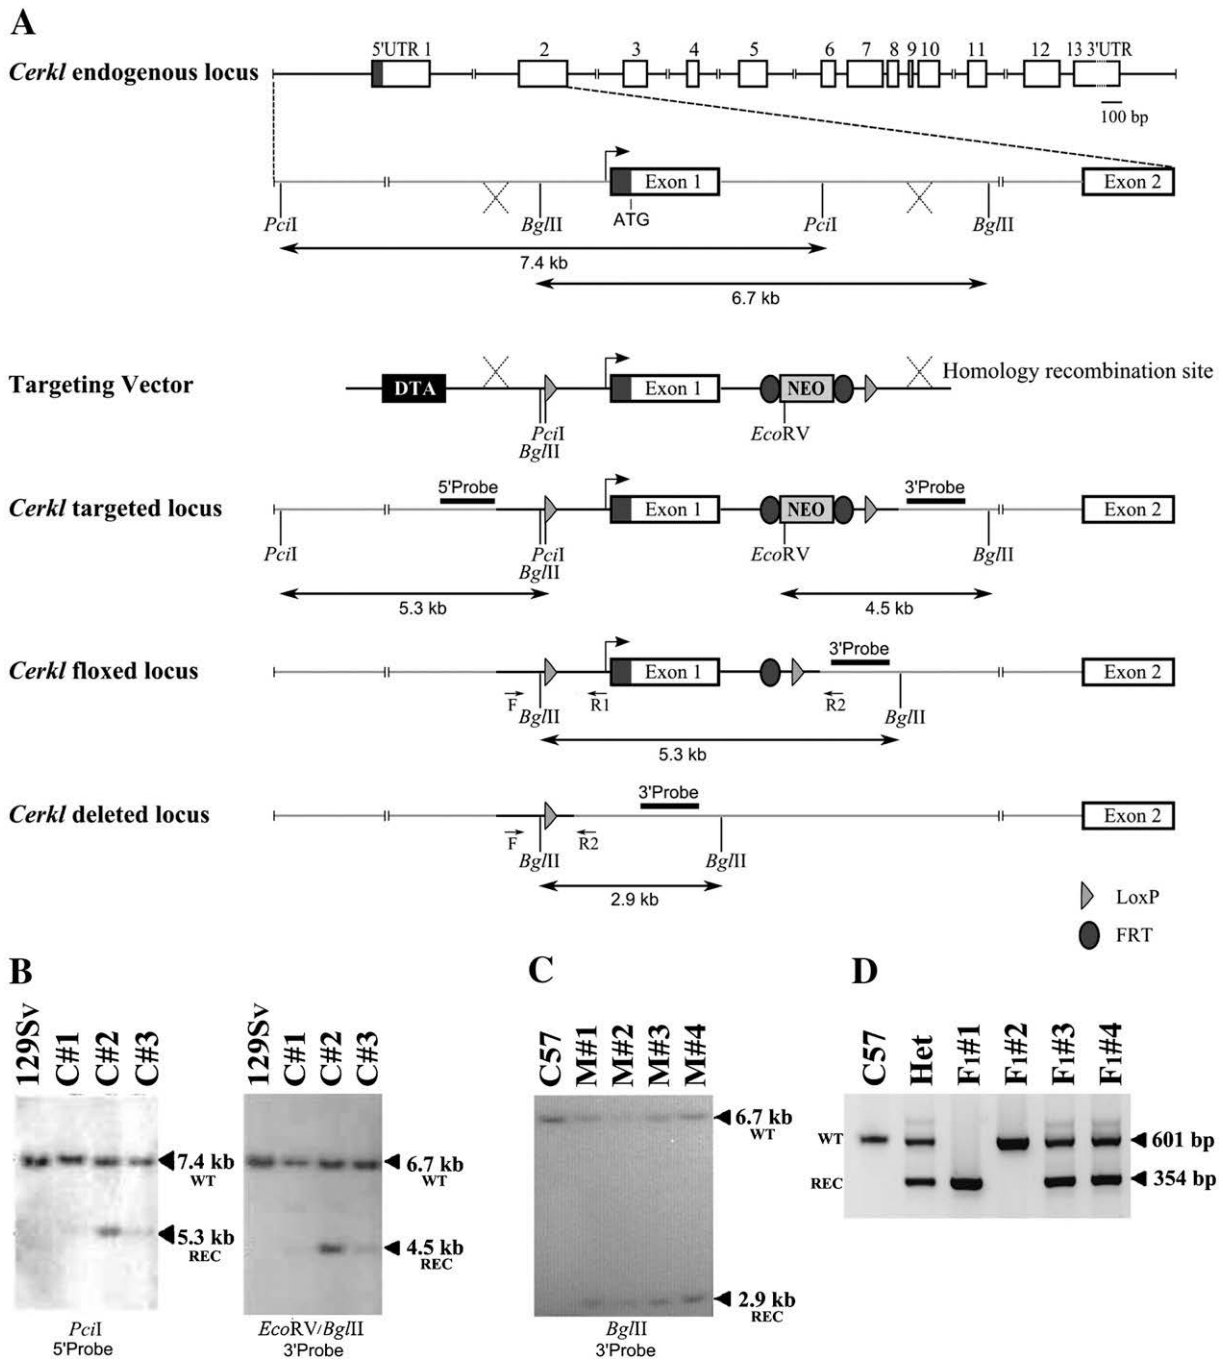 A
5'UTR 1 2 3 4 5 6 7 8 9 10 11 12 13 3'UTR
Cerkl endogenous locus
100 bp
Exon 1 Exon 2
ATG
PciI BglII PciI BglII
7.4 kb
6.7 kb
Targeting Vector
DTA Exon 1 NEO Homology recombination site
PciI EcoRV
BglII
5'Probe 3'Probe
Cerkl targeted locus Exon 1 NEO Exon 2
PciI PciI EcoRV BglII
BglII
5.3 kb 4.5 kb
3'Probe
Cerkl floxed locus Exon 1 Exon 2
F R1 R2
BglII BglII
5.3 kb
3'Probe
Cerkl deleted locus Exon 2
F R2
BglII BglII
2.9 kb
LoxP
FRT
B
129Sv C#1 C#2 C#3
7.4 kb
WT
5.3 kb
REC
PciI
5'Probe
129Sv C#1 C#2 C#3
6.7 kb
WT
4.5 kb
REC
EcoRV/BglII
3'Probe
C
C57 M#1 M#2 M#3 M#4
6.7 kb
WT
2.9 kb
REC
BglII
3'Probe
D
C57 Het F1#1 F1#2 F1#3 F1#4
WT 601 bp
REC 354 bp